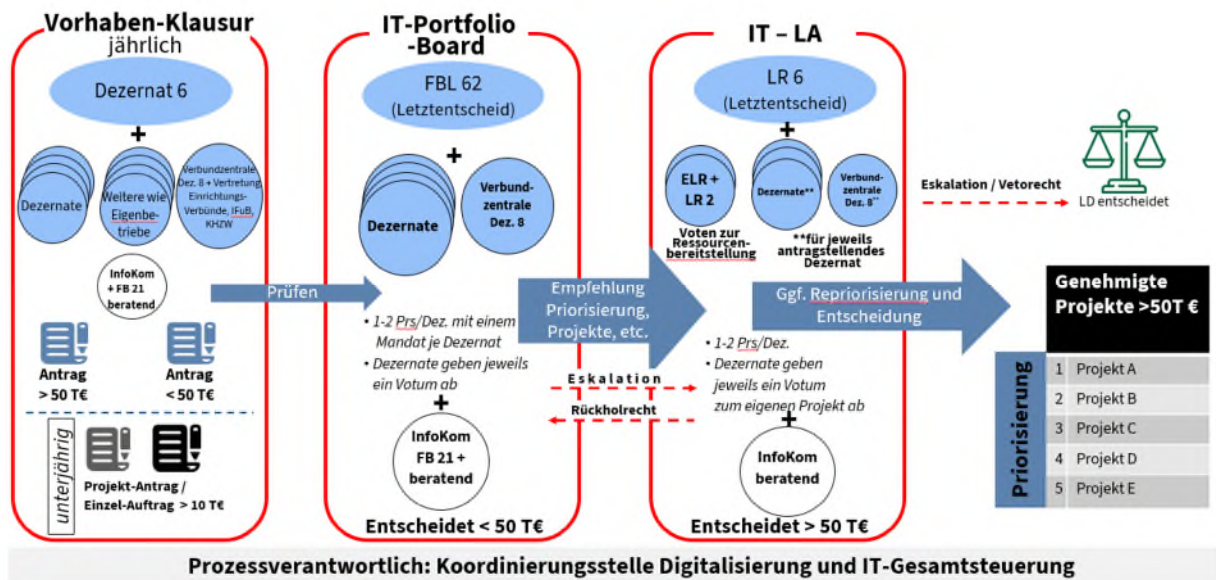 Vorhaben-Klausur
jährlich
Dezernat 6
+
Dezernate
Weitere wie
Eigenbe-
triebe
Verbundzentrale
Dez. 8 + Vertretung
Einrichtungs-
Verbünde, IFuB,
KHZW
InfoKom
+ FB 21
beratend
Antrag
> 50 T€
Antrag
<50 T€
unterjährig
Projekt-Antrag /
Einzel-Auftrag > 10 T€
Prüfen
IT-Portfolio
-Board
FBL 62
(Letztentscheid)
+
Dezernate
Verbund-
zentrale
Dez. 8
• 1-2 Prs/Dez. mit einem
Mandat je Dezernat
• Dezernate geben jeweils
ein Votum ab
+
InfoKom
FB 21 +
beratend
Entscheidet < 50 T€
Empfehlung
Priorisierung,
Projekte, etc.
Eskalation
Rückholrecht
IT – LA
LR 6
(Letztentscheid)
+
ELR +
LR 2
Dezernate**
Verbund-
zentrale
Dez. 8**
Voten zur
Ressourcen-
bereitstellung
**für jeweils
antragstellendes
Dezernat
Ggf. Repriorisierung und
Entscheidung
• 1-2 Prs/Dez.
• Dezernate geben
jeweils ein Votum
zum eigenen Projekt ab
+
InfoKom
beratend
Entscheidet > 50 T€
Eskalation / Vetorecht
LD entscheidet
Genehmigte
Projekte >50T €
Priorisierung
1 Projekt A
2 Projekt B
3 Projekt C
4 Projekt D
5 Projekt E
Prozessverantwortlich: Koordinierungsstelle Digitalisierung und IT-Gesamtsteuerung